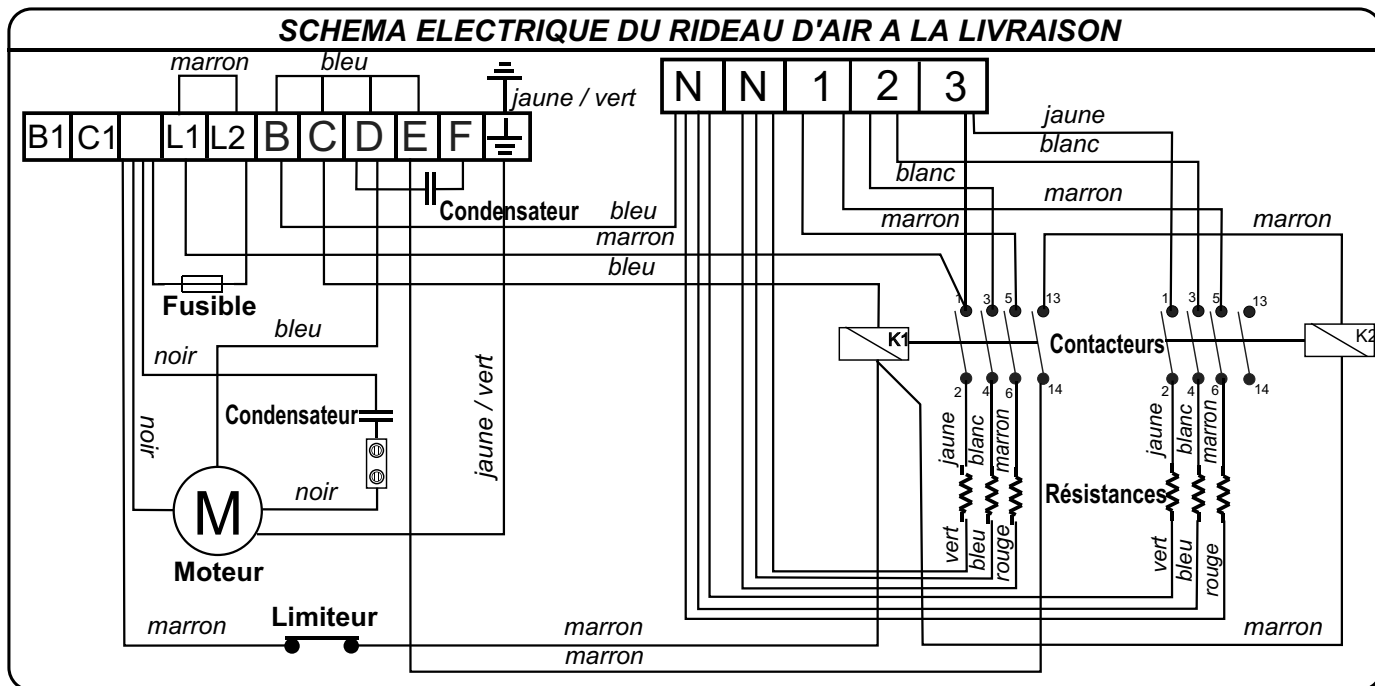 SCHEMA ELECTRIQUE DU RIDEAU D'AIR A LA LIVRAISON
marron
bleu
jaune / vert
B1 C1 L1 L2 B C D E F
N N 1 2 3
jaune
blanc
blanc
marron
marron
marron
Condensateur
bleu
marron
bleu
Fusible
bleu
noir
1 3 5 13
1 3 5 13
K1
Contacteurs
K2
2 4 6 14
2 4 6 14
Condensateur
noir
jaune / vert
jaune
blanc
marron
jaune
blanc
marron
noir
M
Moteur
Résistances
vert
bleu
rouge
vert
bleu
rouge
Limiteur
marron
marron
marron
marron